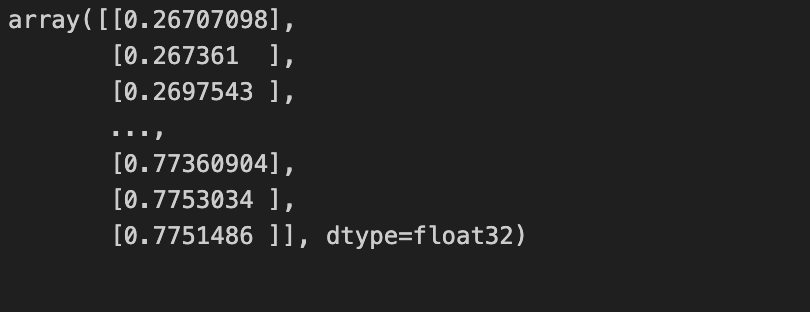 array([[0.26707098],
       [0.267361  ],
       [0.2697543 ],
       ...,
       [0.77360904],
       [0.7753034 ],
       [0.7751486 ]], dtype=float32)